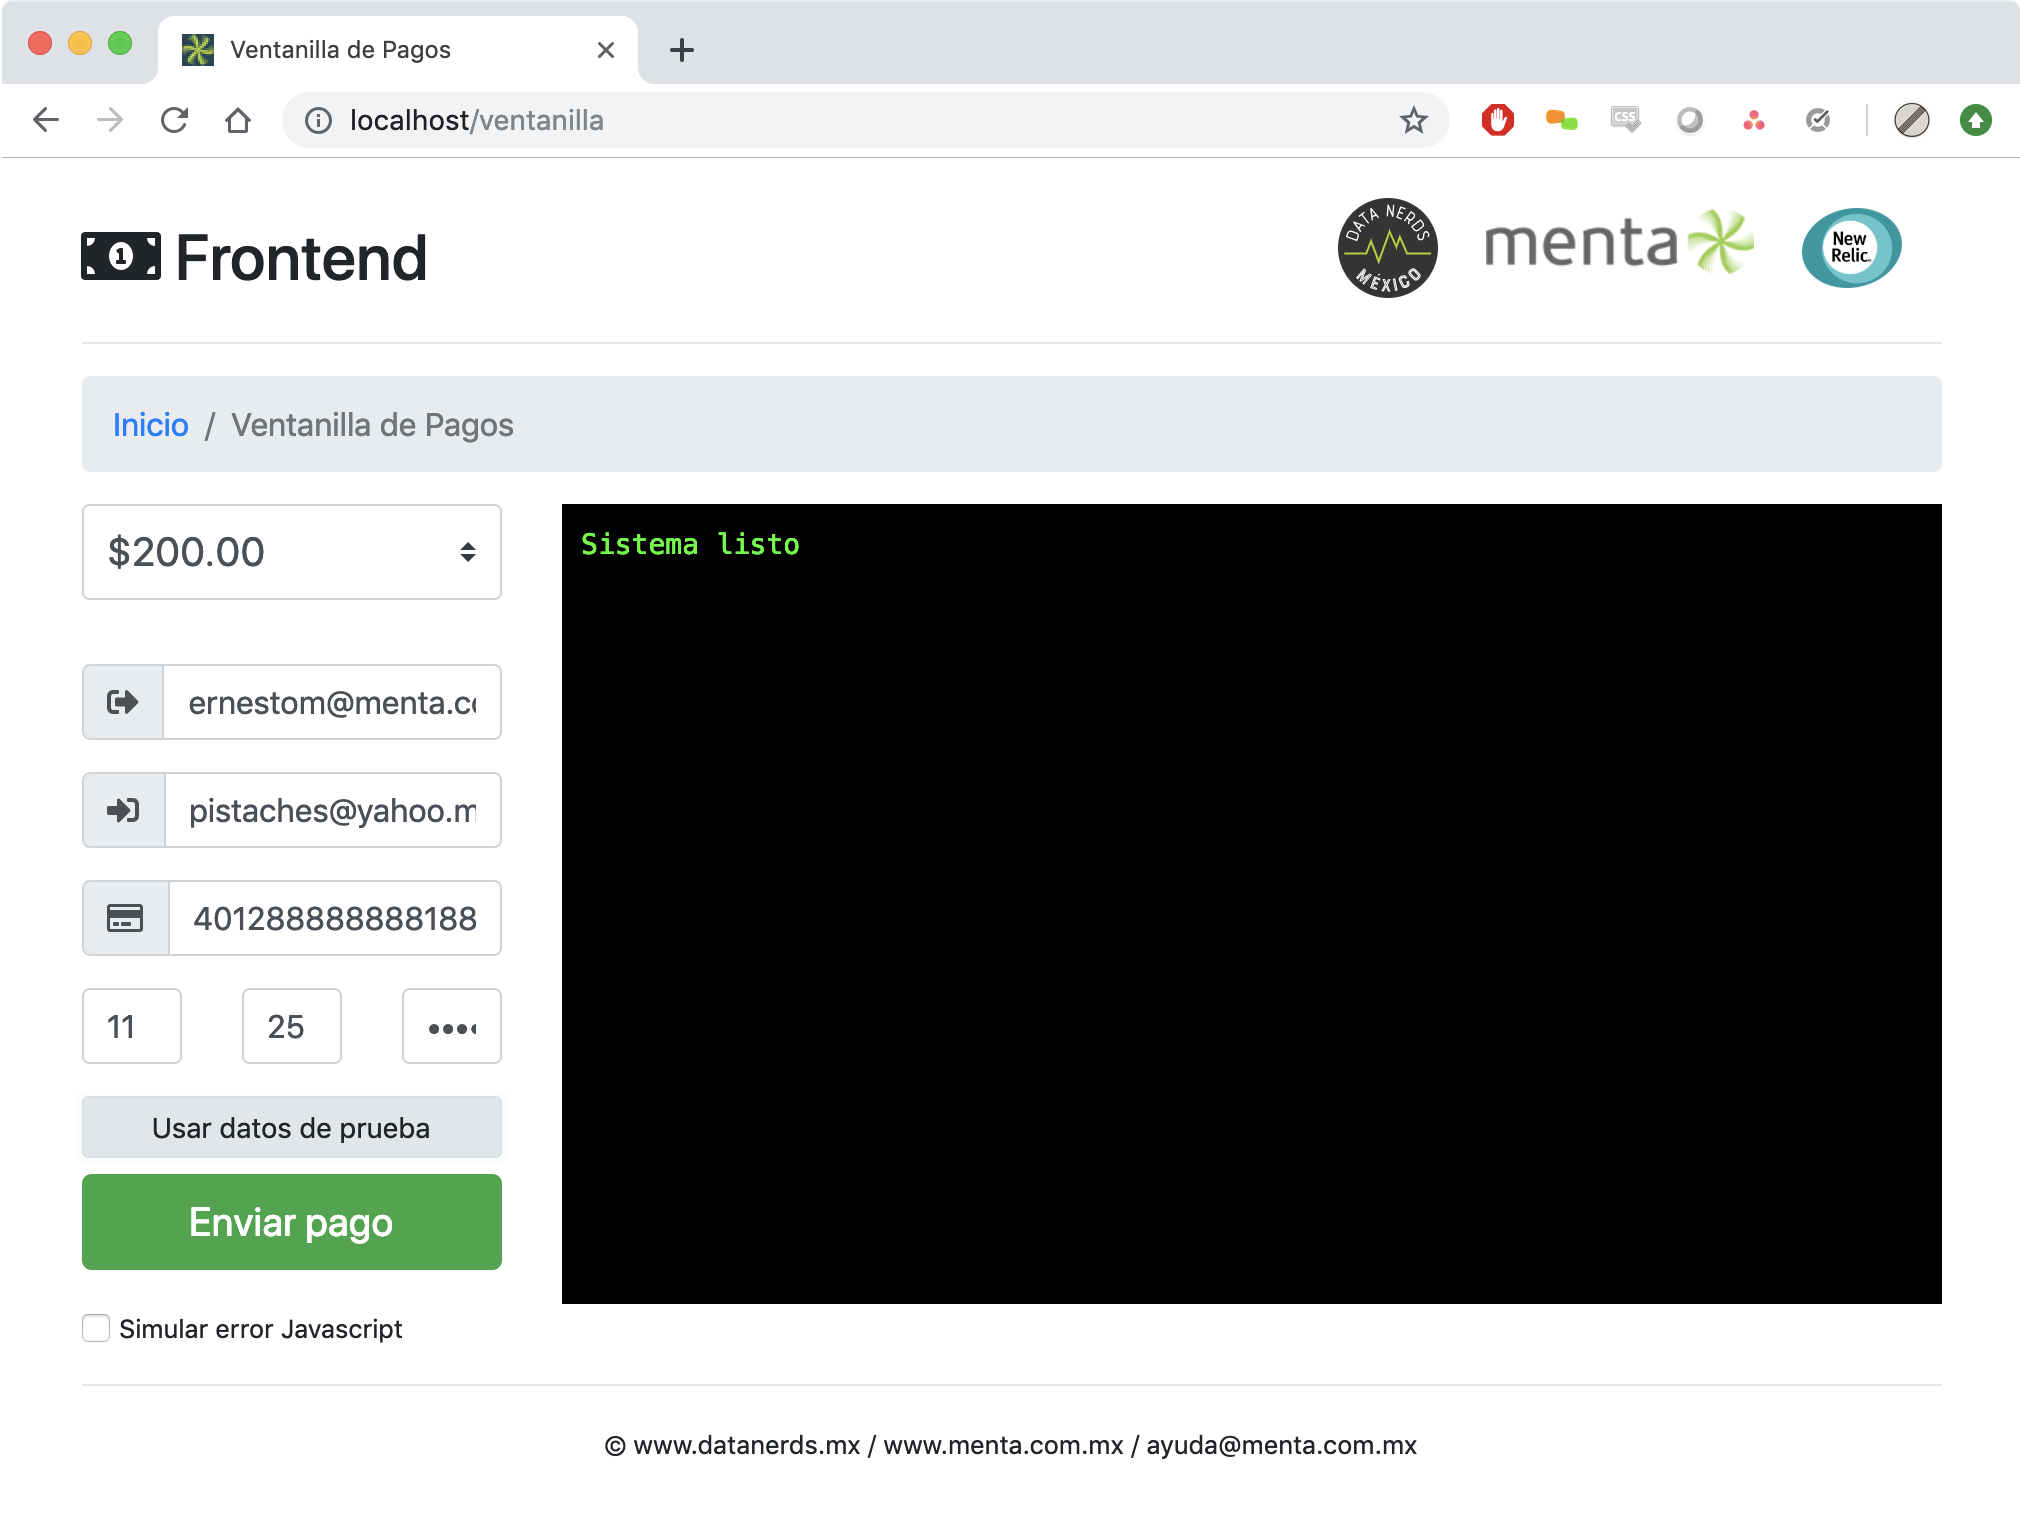 Ventanilla de Pagos
localhost/ventanilla
CSS
1 Frontend
DATA NERDS
MÉXICO
menta
New
Relic.
Inicio / Ventanilla de Pagos
$200.00
Sistema listo
ernestom@menta.co
pistaches@yahoo.m
401288888888188
11 25 ••••
Usar datos de prueba
Enviar pago
Simular error Javascript
© www.datanerds.mx / www.menta.com.mx / ayuda@menta.com.mx